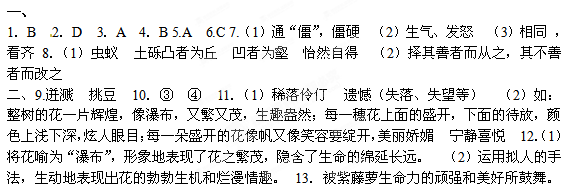 一、
1. B .2. D 3. A 4. B 5.A 6.C 7.（1）通“僵”，僵硬 （2）生气、发怒 （3）相同，
看齐 8.（1）虫蚁 土砾凸者为丘 凹者为壑 怡然自得 （2）择其善者而从之，其不善
者而改之
二、9.迸溅 挑豆 10. ③ ④ 11.（1）稀落伶仃 遗憾（失落、失望等） （2）如：
整树的花一片辉煌，像瀑布，又繁又茂，生趣盎然；每一穗花上面的盛开，下面的待放，颜
色上浅下深，炫人眼目；每一朵盛开的花像帆又像笑容要绽开，美丽娇媚 宁静喜悦 12.（1）
将花喻为“瀑布”，形象地表现了花之繁茂，隐含了生命的绵延长远。 （2）运用拟人的手
法，生动地表现出花的勃勃生机和烂漫情趣。 13. 被紫藤萝生命力的顽强和美好所鼓舞。